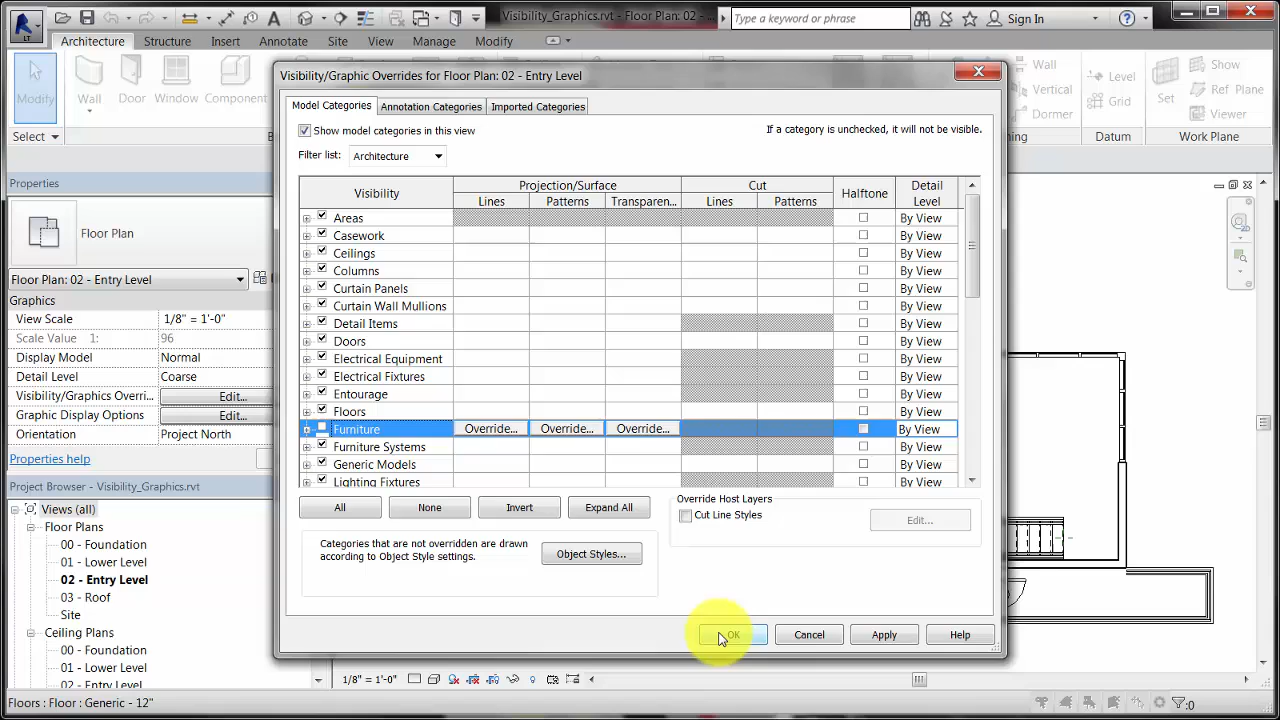 Visibility_Graphics.rvt - Floor Plan: 02 - ...
Type a keyword or phrase
Sign In
LT
Architecture Structure Insert Annotate Site View Manage Modify
Modify Wall Door Window Component
Wall
Vertical
Dormer
Level
Grid
Set
Show
Ref Plane
Viewer
Select
Datum
Work Plane
Properties
Floor Plan
Floor Plan: 02 - Entry Level
Graphics
View Scale 1/8" = 1'-0"
Scale Value 1: 96
Display Model Normal
Detail Level Coarse
Visibility/Graphics Overri... Edit...
Graphic Display Options Edit...
Orientation Project North
Properties help
Project Browser - Visibility_Graphics.rvt
Views (all)
Floor Plans
00 - Foundation
01 - Lower Level
02 - Entry Level
03 - Roof
Site
Ceiling Plans
00 - Foundation
01 - Lower Level
02 - Entry Level
Visibility/Graphic Overrides for Floor Plan: 02 - Entry Level
Model Categories Annotation Categories Imported Categories
Show model categories in this view
If a category is unchecked, it will not be visible.
Filter list: Architecture
Visibility Projection/Surface Cut Halftone Detail Level
Lines Patterns Transparen... Lines Patterns
Areas By View
Casework By View
Ceilings By View
Columns By View
Curtain Panels By View
Curtain Wall Mullions By View
Detail Items By View
Doors By View
Electrical Equipment By View
Electrical Fixtures By View
Entourage By View
Floors By View
Furniture Override... Override... Override... By View
Furniture Systems By View
Generic Models By View
Lighting Fixtures By View
All None Invert Expand All
Override Host Layers
Cut Line Styles
Edit...
Categories that are not overridden are drawn
according to Object Style settings.
Object Styles...
OK Cancel Apply Help
1/8" = 1'-0"
Floors : Floor : Generic - 12"
:0